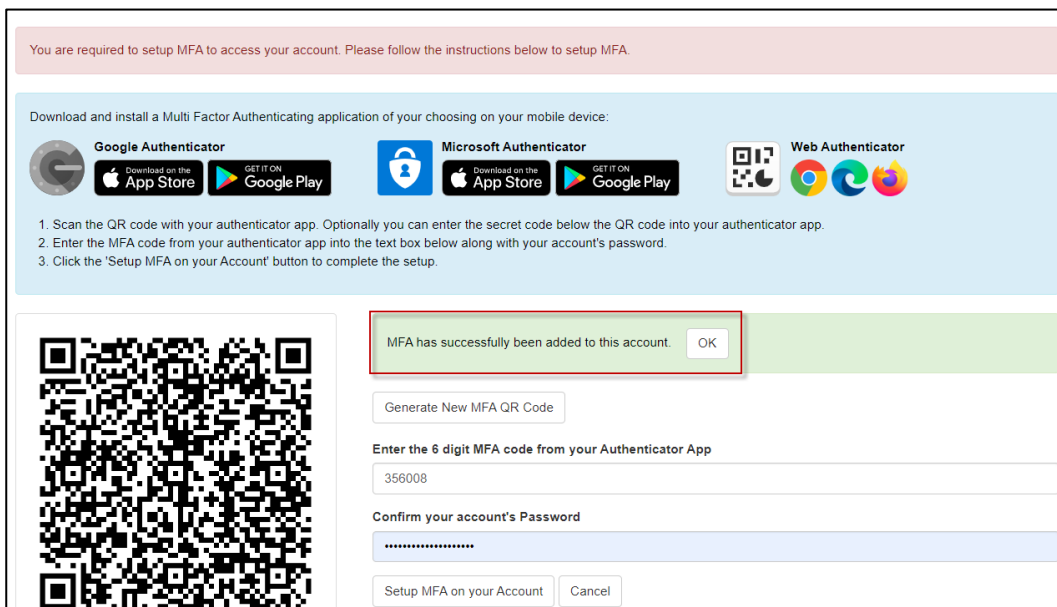 You are required to setup MFA to access your account. Please follow the instructions below to setup MFA.
Download and install a Multi Factor Authenticating application of your choosing on your mobile device:
Google Authenticator
Download on the
App Store
GET IT ON
Google Play
Microsoft Authenticator
Download on the
App Store
GET IT ON
Google Play
Web Authenticator
1. Scan the QR code with your authenticator app. Optionally you can enter the secret code below the QR code into your authenticator app.
2. Enter the MFA code from your authenticator app into the text box below along with your account's password.
3. Click the 'Setup MFA on your Account' button to complete the setup.
MFA has successfully been added to this account. OK
Generate New MFA QR Code
Enter the 6 digit MFA code from your Authenticator App
356008
Confirm your account's Password
••••••••••••••••••••
Setup MFA on your Account Cancel